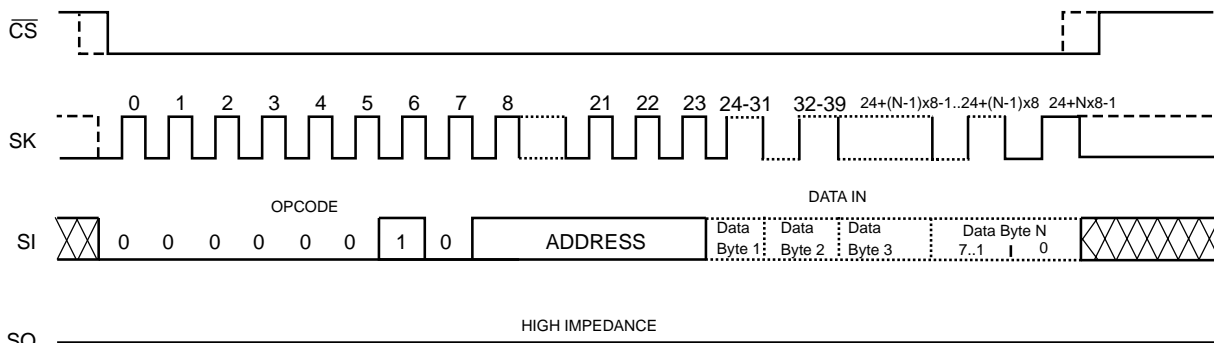 CS
0 1 2 3 4 5 6 7 8 21 22 23 24-31 32-39 24+(N-1)x8-1..24+(N-1)x8 24+Nx8-1
SK
OPCODE DATA IN
SI 0 0 0 0 0 0 1 0 ADDRESS Data Byte 1 Data Byte 2 Data Byte 3 Data Byte N 7..1 0
HIGH IMPEDANCE
SO